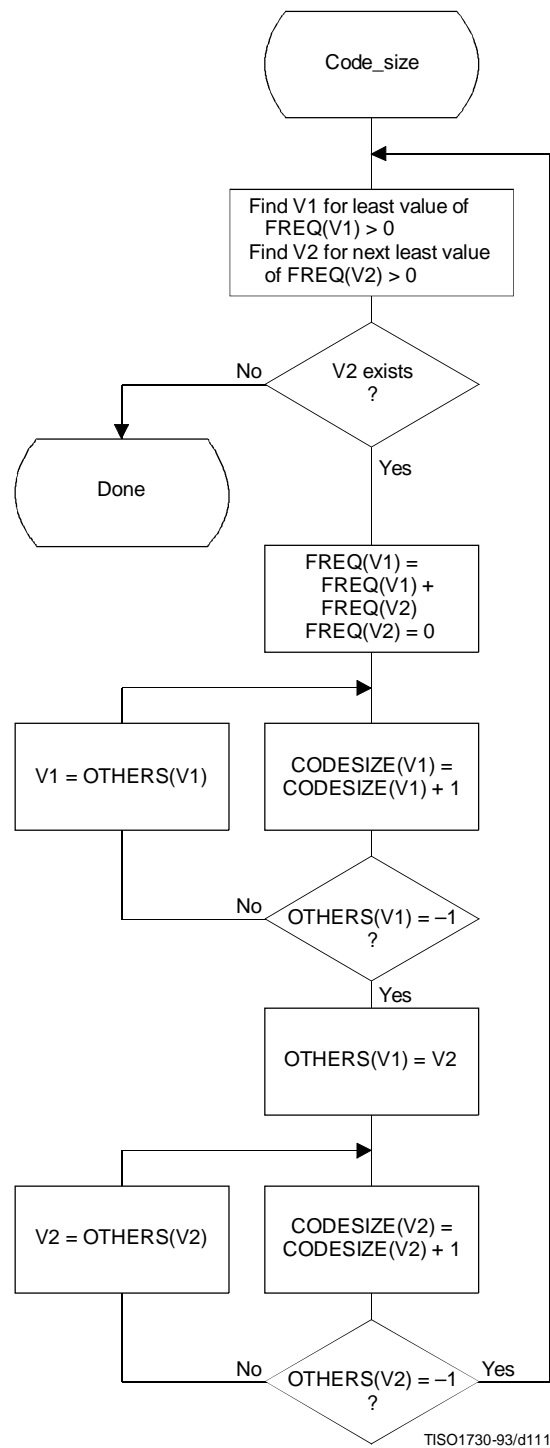 Code_size
Find V1 for least value of
FREQ(V1) > 0
Find V2 for next least value
of FREQ(V2) > 0
No
V2 exists
?
Done
Yes
FREQ(V1) =
FREQ(V1) +
FREQ(V2)
FREQ(V2) = 0
V1 = OTHERS(V1)
CODESIZE(V1) =
CODESIZE(V1) + 1
No
OTHERS(V1) = –1
?
Yes
OTHERS(V1) = V2
V2 = OTHERS(V2)
CODESIZE(V2) =
CODESIZE(V2) + 1
No
OTHERS(V2) = –1
?
Yes
TISO1730-93/d111